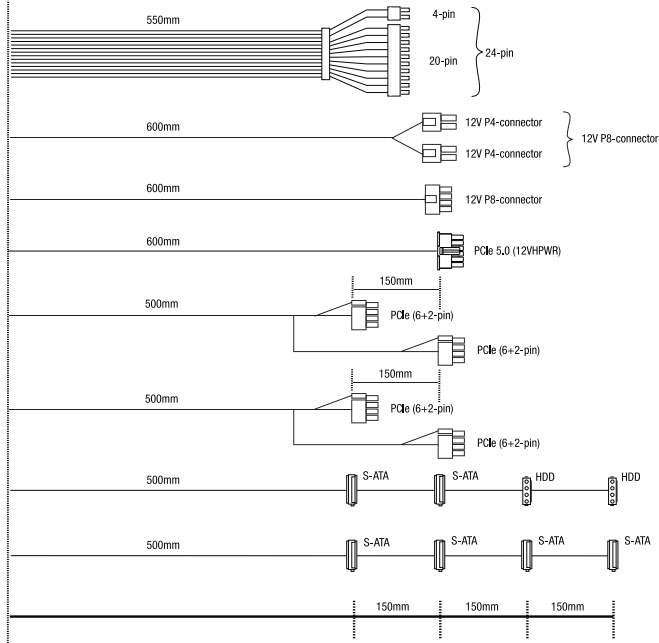 550mm
4-pin
20-pin
24-pin
600mm
12V P4-connector
12V P4-connector
12V P8-connector
600mm
12V P8-connector
600mm
PCIe 5.0 (12VHPWR)
150mm
500mm
PCIe (6+2-pin)
PCIe (6+2-pin)
150mm
500mm
PCIe (6+2-pin)
PCIe (6+2-pin)
500mm
S-ATA
S-ATA
HDD
HDD
500mm
S-ATA
S-ATA
S-ATA
S-ATA
150mm
150mm
150mm